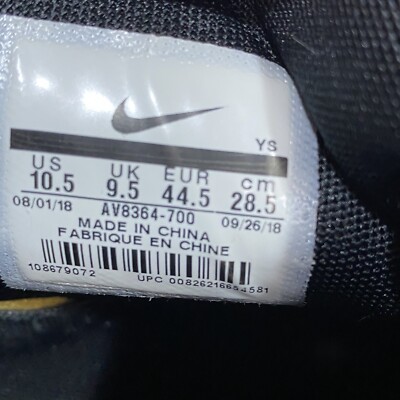 YS
US UK EUR cm
10.5 9.5 44.5 28.5
08/01/18 AV8364-700 09/26/18
MADE IN CHINA
FABRIQUE EN CHINE
108679072
UPC 00826216654581